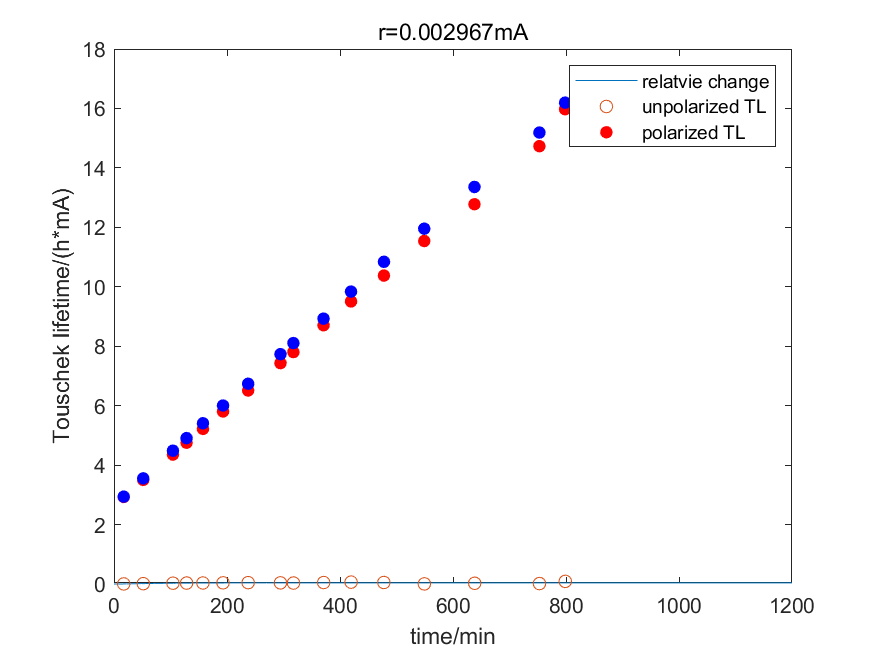 r=0.002967mA
18
16
14
12
10
8
6
4
2
0
Touschek lifetime/(h*mA)
relatvie change
unpolarized TL
polarized TL
0 200 400 600 800 1000 1200
time/min